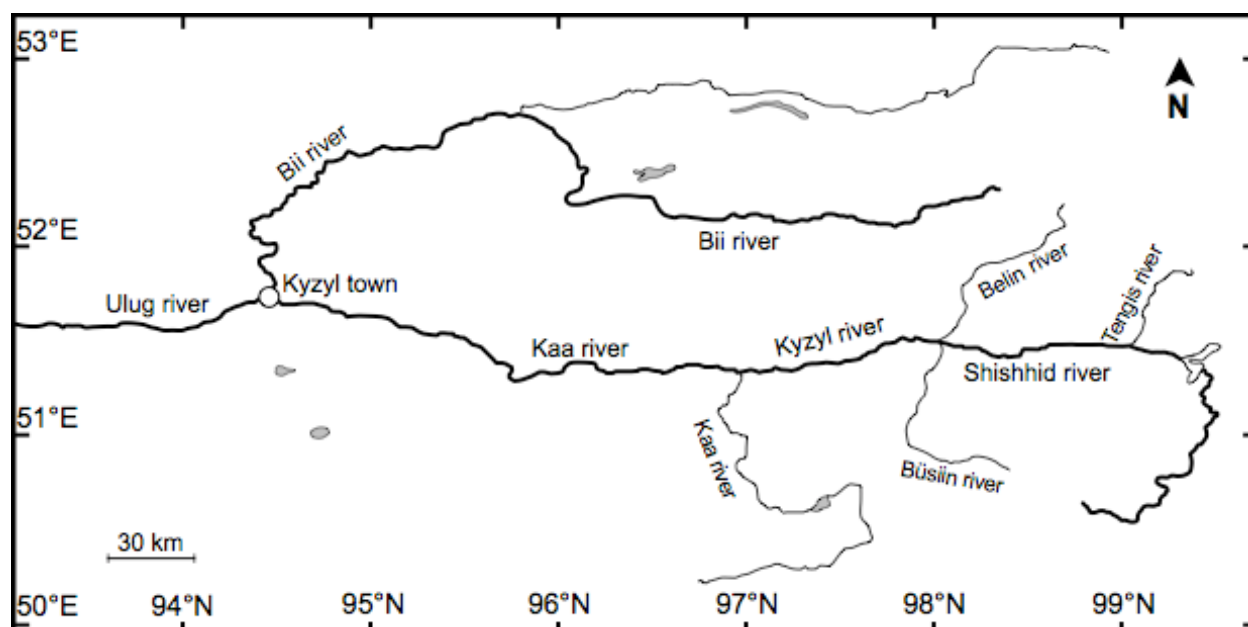 53°E
N
Bii river
52°E
Bii river
Belin river
Tengis river
Kyzyl town
Ulug river
Kaa river
Kyzyl river
Shishhid river
51°E
Kaa river
Büsiin river
30 km
50°E
94°N
95°N
96°N
97°N
98°N
99°N